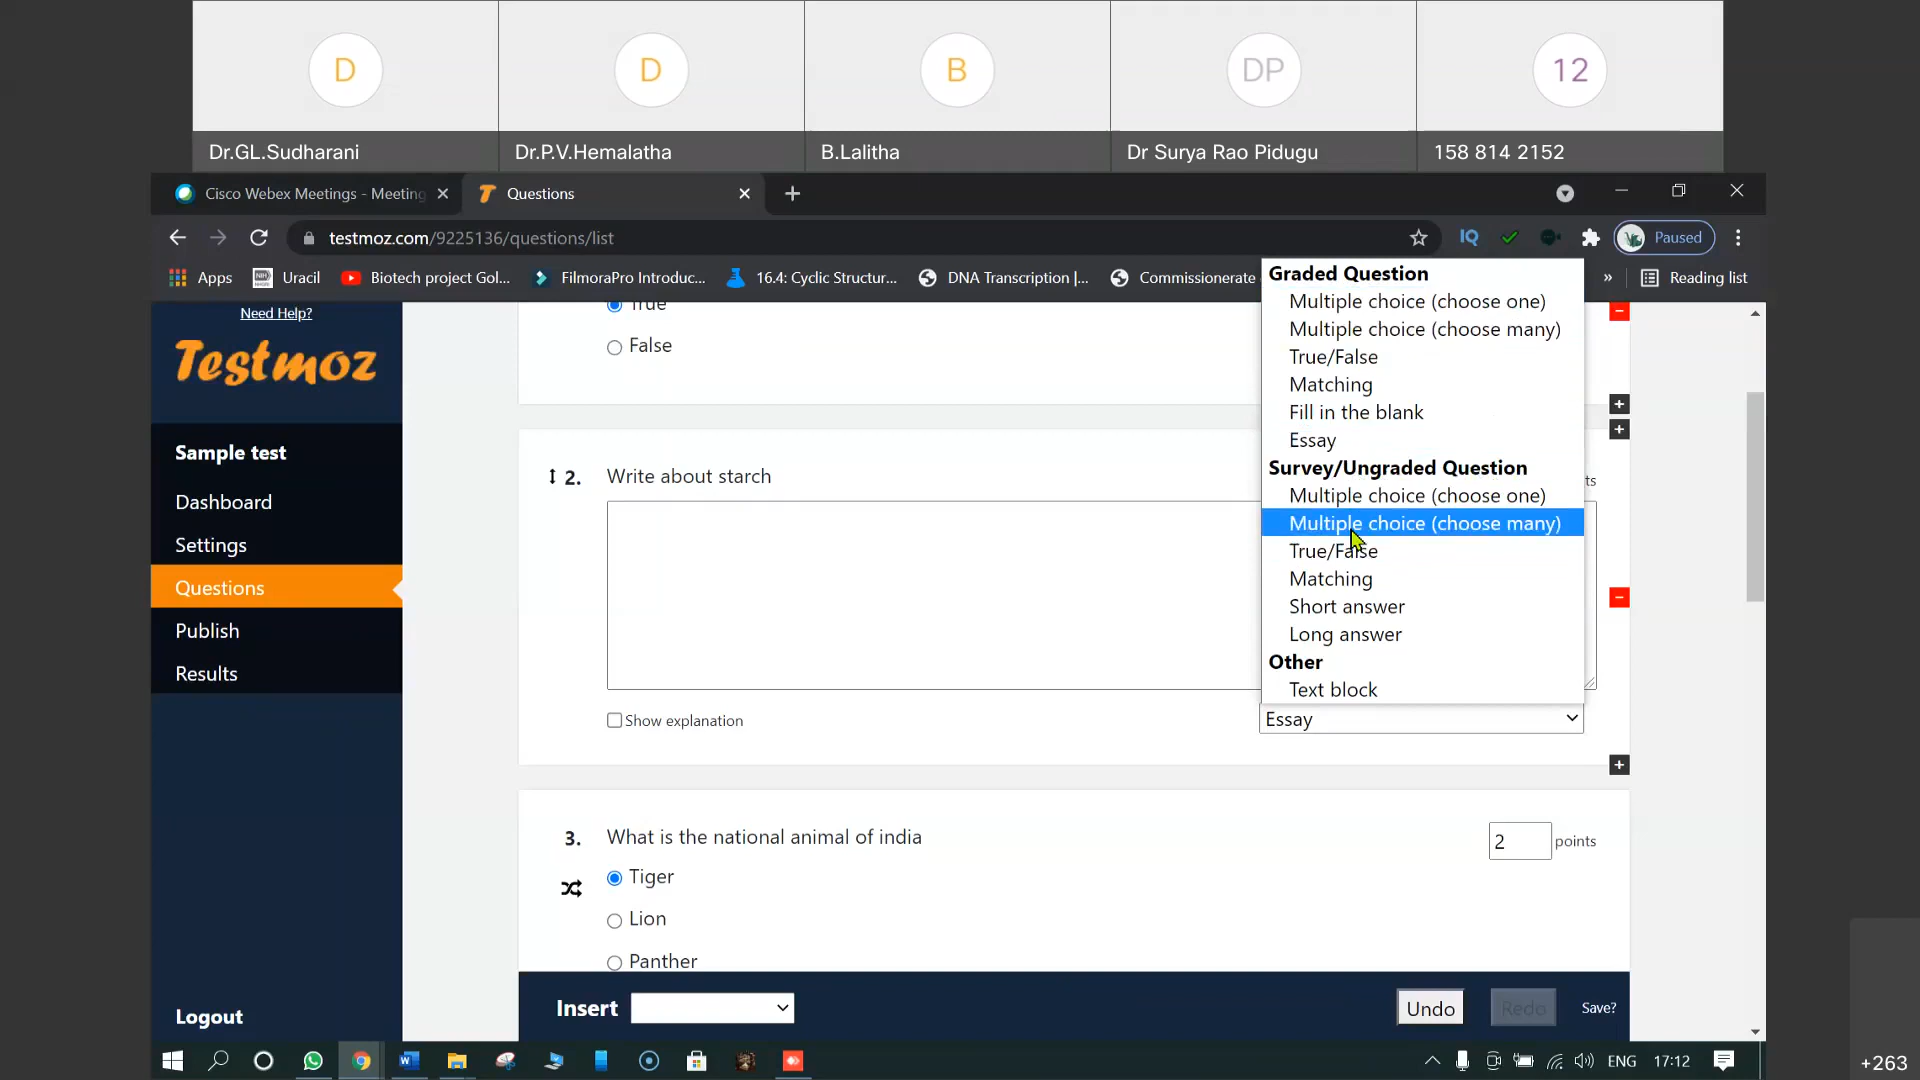 D
D
B
DP
12
Dr.GL.Sudharani
Dr.P.V.Hemalatha
B.Lalitha
Dr Surya Rao Pidugu
158 814 2152
Cisco Webex Meetings - Meeting
Questions
testmoz.com/9225136/questions/list
IQ
Paused
Apps
Uracil
Biotech project Gol...
FilmoraPro Introduc...
16.4: Cyclic Structur...
DNA Transcription |...
Commissionerate
»
Reading list
Need Help?
Testmoz
Sample test
Dashboard
Settings
Questions
Publish
Results
Logout
True
False
2.
Write about starch
ts
Show explanation
Graded Question
Multiple choice (choose one)
Multiple choice (choose many)
True/False
Matching
Fill in the blank
Essay
Survey/Ungraded Question
Multiple choice (choose one)
Multiple choice (choose many)
True/False
Matching
Short answer
Long answer
Other
Text block
Essay
3.
What is the national animal of india
2
points
Tiger
Lion
Panther
Insert
Undo
Redo
Save?
ENG
17:12
+263